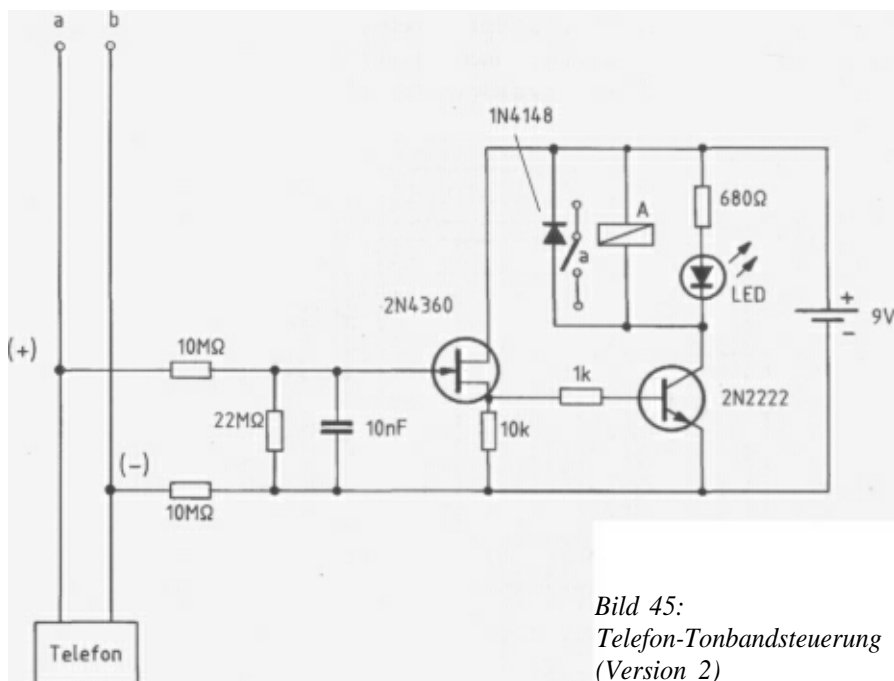 a b
1N4148
680Ω
A
a
LED
+
9V
−
2N4360
(+)
10MΩ
1k
2N2222
22MΩ
10nF
10k
(−)
10MΩ
Telefon
Bild 45:
Telefon-Tonbandsteuerung
(Version 2)